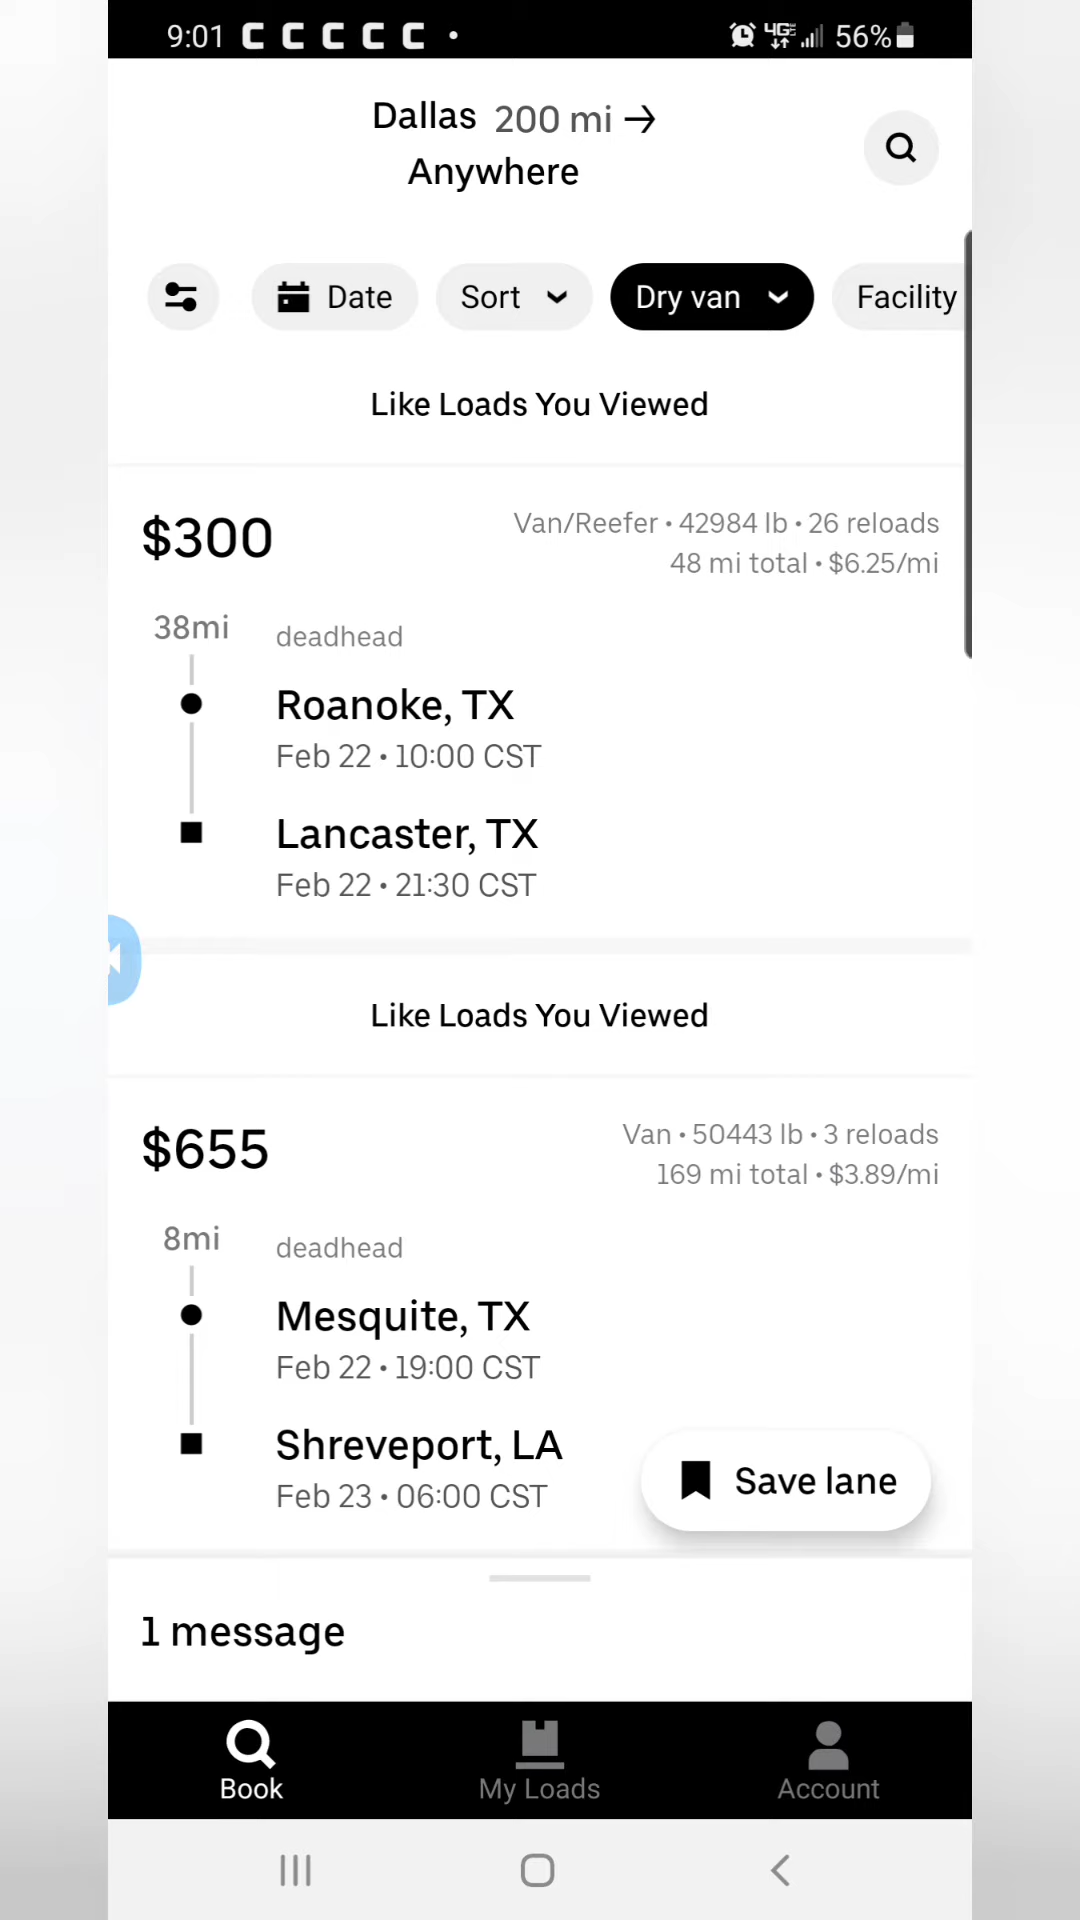 9:01 C C C C C • 4GE 56%
Dallas 200 mi →
Anywhere
Date Sort Dry van Facility
Like Loads You Viewed
$300
Van/Reefer • 42984 lb • 26 reloads
48 mi total • $6.25/mi
38mi deadhead
Roanoke, TX
Feb 22 • 10:00 CST
Lancaster, TX
Feb 22 • 21:30 CST
Like Loads You Viewed
$655
Van • 50443 lb • 3 reloads
169 mi total • $3.89/mi
8mi deadhead
Mesquite, TX
Feb 22 • 19:00 CST
Shreveport, LA
Feb 23 • 06:00 CST
Save lane
1 message
Book My Loads Account